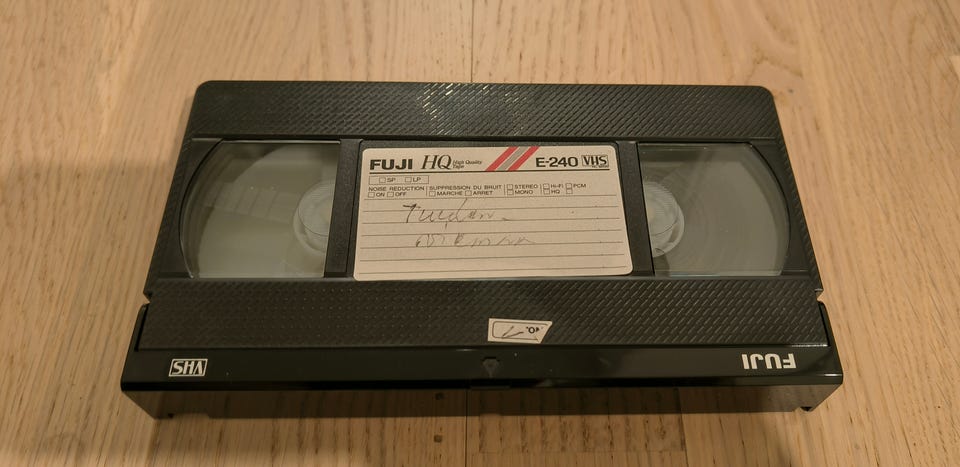 FUJI HQ High Quality Tape E-240 VHS
SP LP
NOISE REDUCTION SUPPRESSION DU BRUIT STEREO Hi-Fi PCM
ON OFF MARCHE ARRET MONO HQ
NO.
VHS FUJI